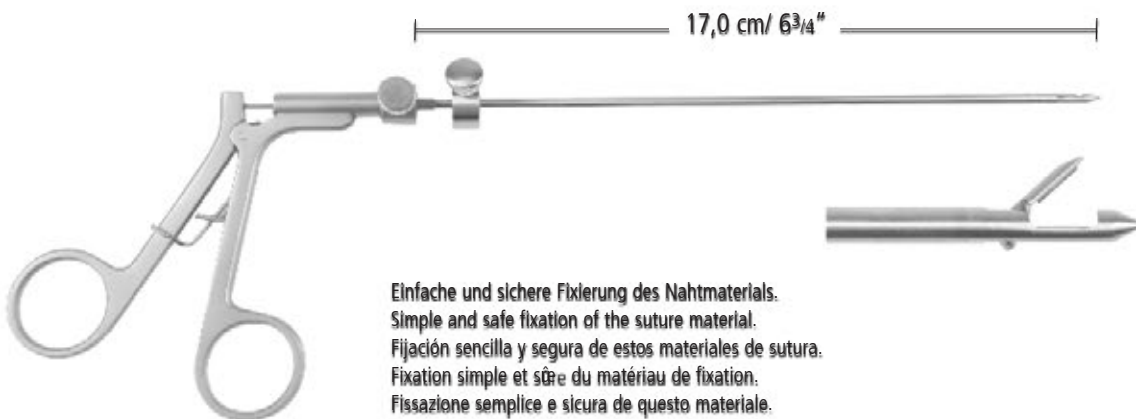 17,0 cm/ 6¾“
Einfache und sichere Fixierung des Nahtmaterials.
Simple and safe fixation of the suture material.
Fijación sencilla y segura de estos materiales de sutura.
Fixation simple et sûre du matériau de fixation.
Fissazione semplice e sicura de questo materiale.